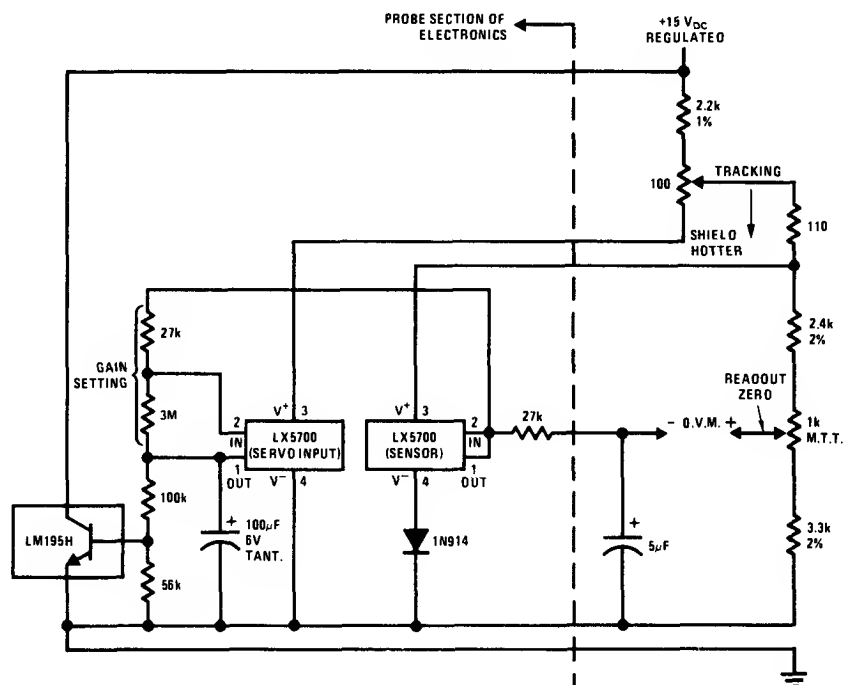 PROBE SECTION OF
ELECTRONICS
+15 VDC
REGULATED
2.2k
1%
TRACKING
100
SHIELO
HOTTER
110
27k
GAIN
SETTING
3M
2.4k
2%
READOUT
ZERO
V+ 3
V+ 3
2
IN
LX5700
(SERVO INPUT)
1
OUT
V− 4
LX5700
(SENSOR)
2
IN
1
OUT
V− 4
27k
− O.V.M. +
1k
M.T.T.
100k
LM195H
+
100µF
6V
TANT.
1N914
+
5µF
3.3k
2%
56k